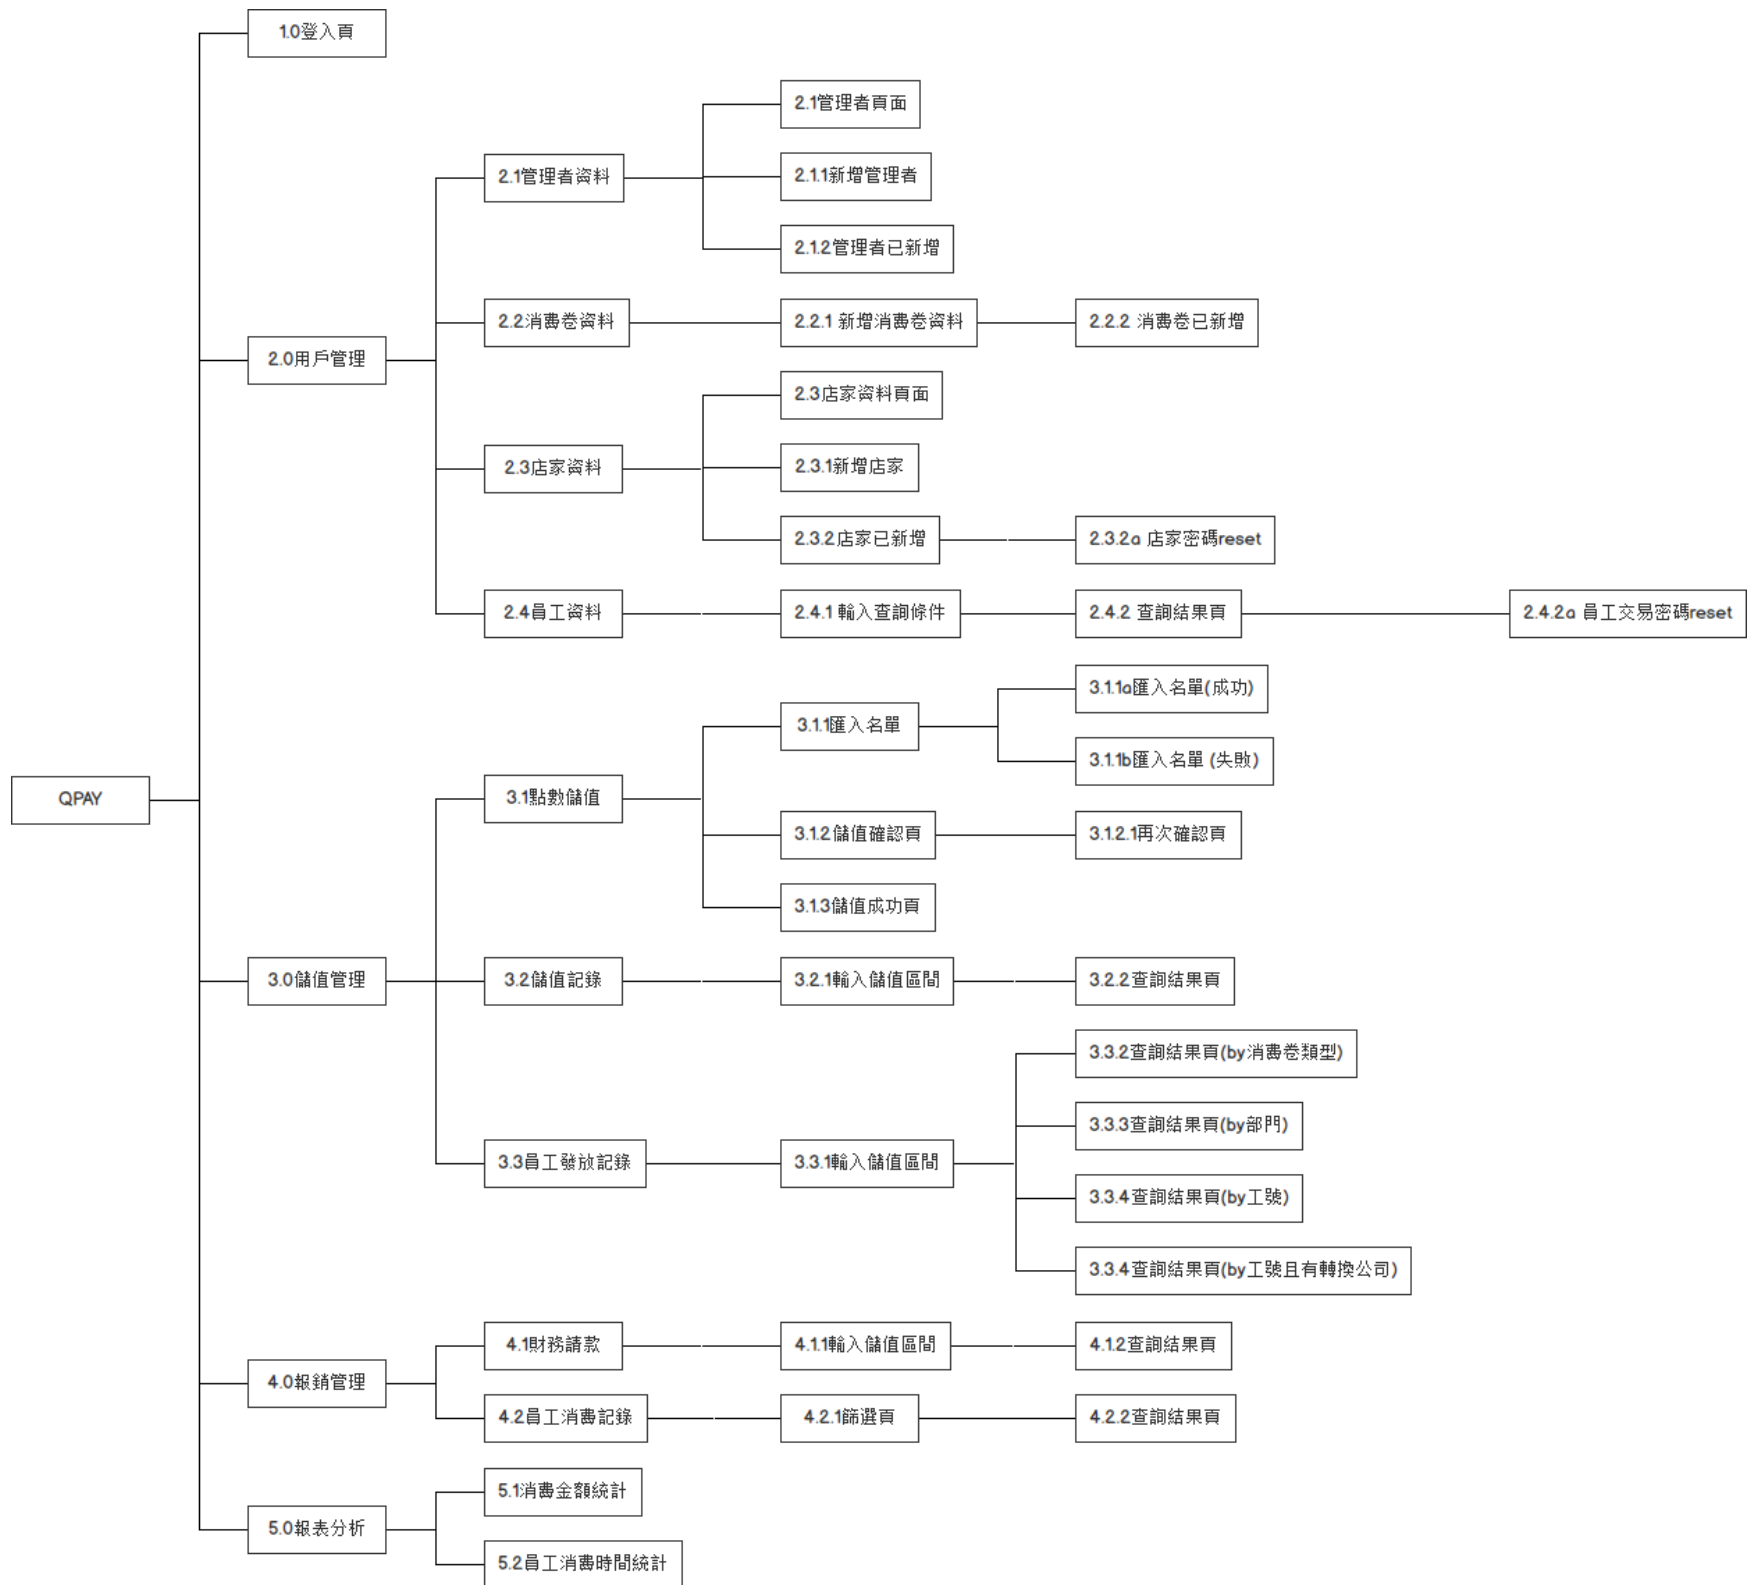 QPAY
1.0登入頁
2.0用戶管理
2.1管理者資料
2.1管理者頁面
2.1.1新增管理者
2.1.2管理者已新增
2.2消費卷資料
2.2.1 新增消費卷資料
2.2.2 消費卷已新增
2.3店家資料
2.3店家資料頁面
2.3.1新增店家
2.3.2店家已新增
2.3.2a 店家密碼reset
2.4員工資料
2.4.1 輸入查詢條件
2.4.2 查詢結果頁
2.4.2a 員工交易密碼reset
3.0儲值管理
3.1點數儲值
3.1.1匯入名單
3.1.1a匯入名單(成功)
3.1.1b匯入名單 (失敗)
3.1.2儲值確認頁
3.1.2.1再次確認頁
3.1.3儲值成功頁
3.2儲值記錄
3.2.1輸入儲值區間
3.2.2查詢結果頁
3.3員工發放記錄
3.3.1輸入儲值區間
3.3.2查詢結果頁(by消費卷類型)
3.3.3查詢結果頁(by部門)
3.3.4查詢結果頁(by工號)
3.3.4查詢結果頁(by工號且有轉換公司)
4.0報銷管理
4.1財務請款
4.1.1輸入儲值區間
4.1.2查詢結果頁
4.2員工消費記錄
4.2.1篩選頁
4.2.2查詢結果頁
5.0報表分析
5.1消費金額統計
5.2員工消費時間統計